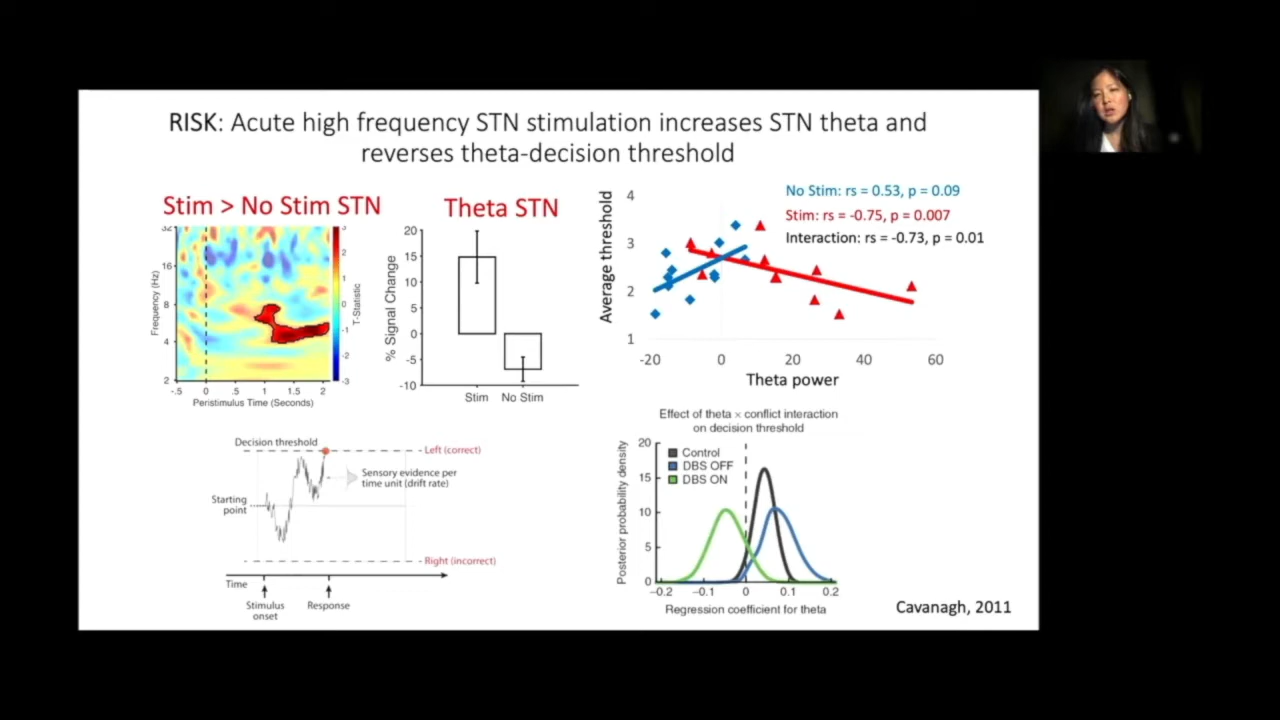 RISK: Acute high frequency STN stimulation increases STN theta and
reverses theta-decision threshold
Stim > No Stim STN
32
16
8
4
2
Frequency (Hz)
-.5 0 .5 1 1.5 2
Peristimulus Time (Seconds)
3
2
1
0
-1
-2
-3
T-Statistic
Theta STN
20
15
10
5
0
-5
-10
% Signal Change
Stim No Stim
No Stim: rs = 0.53, p = 0.09
Stim: rs = -0.75, p = 0.007
Interaction: rs = -0.73, p = 0.01
4
3
2
1
Average threshold
-20 0 20 40 60
Theta power
Decision threshold
Left (correct)
Sensory evidence per
time unit (drift rate)
Starting
point
Right (incorrect)
Time
Stimulus
onset
Response
Effect of theta × conflict interaction
on decision threshold
20
15
10
5
0
Posterior probability density
Control
DBS OFF
DBS ON
−0.2 −0.1 0 0.1 0.2
Regression coefficient for theta
Cavanagh, 2011